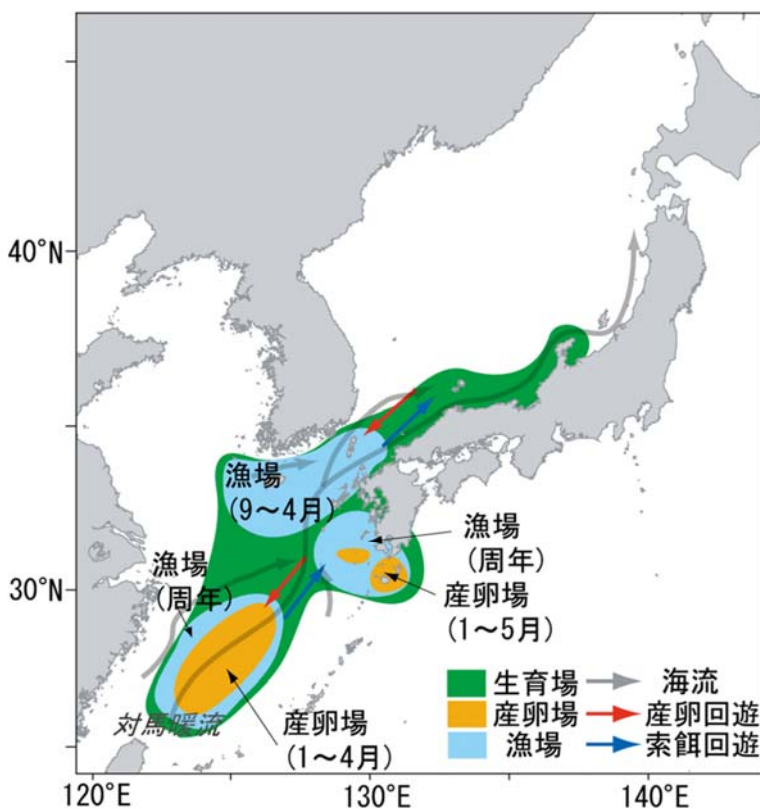 40°N
漁場
(9～4月)
漁場
(周年)
漁場
(周年)
産卵場
(1～5月)
30°N
対馬暖流
産卵場
(1～4月)
生育場
海流
産卵場
産卵回遊
漁場
索餌回遊
120°E
130°E
140°E